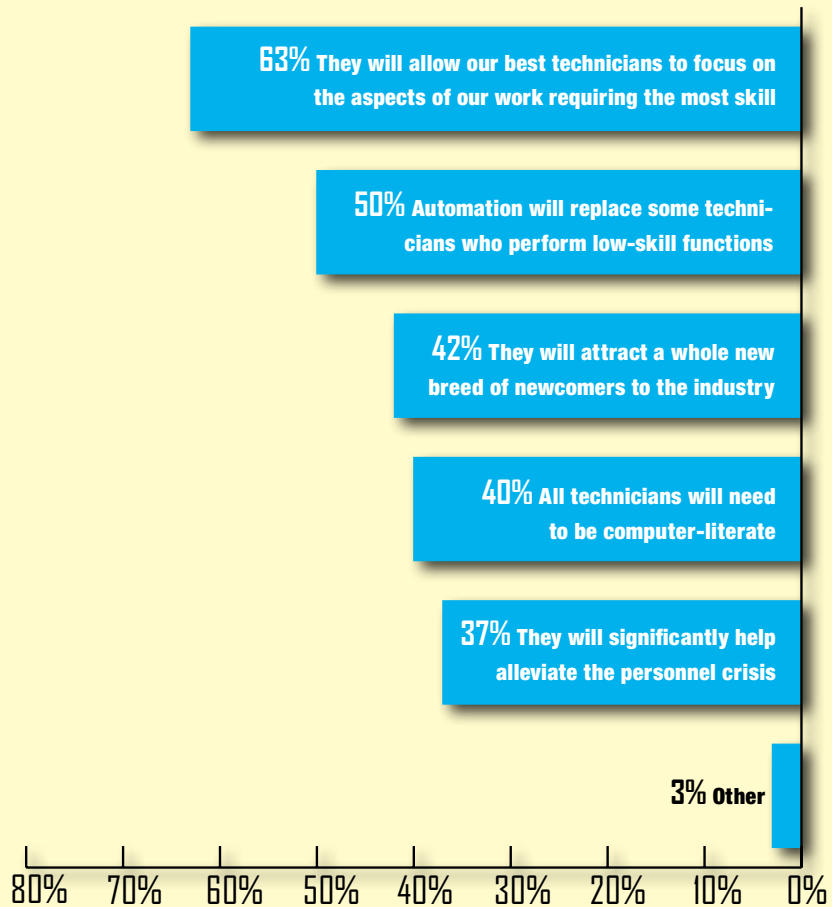 63% They will allow our best technicians to focus on
the aspects of our work requiring the most skill
50% Automation will replace some techni-
cians who perform low-skill functions
42% They will attract a whole new
breed of newcomers to the industry
40% All technicians will need
to be computer-literate
37% They will significantly help
alleviate the personnel crisis
3% Other
80% 70% 60% 50% 40% 30% 20% 10% 0%